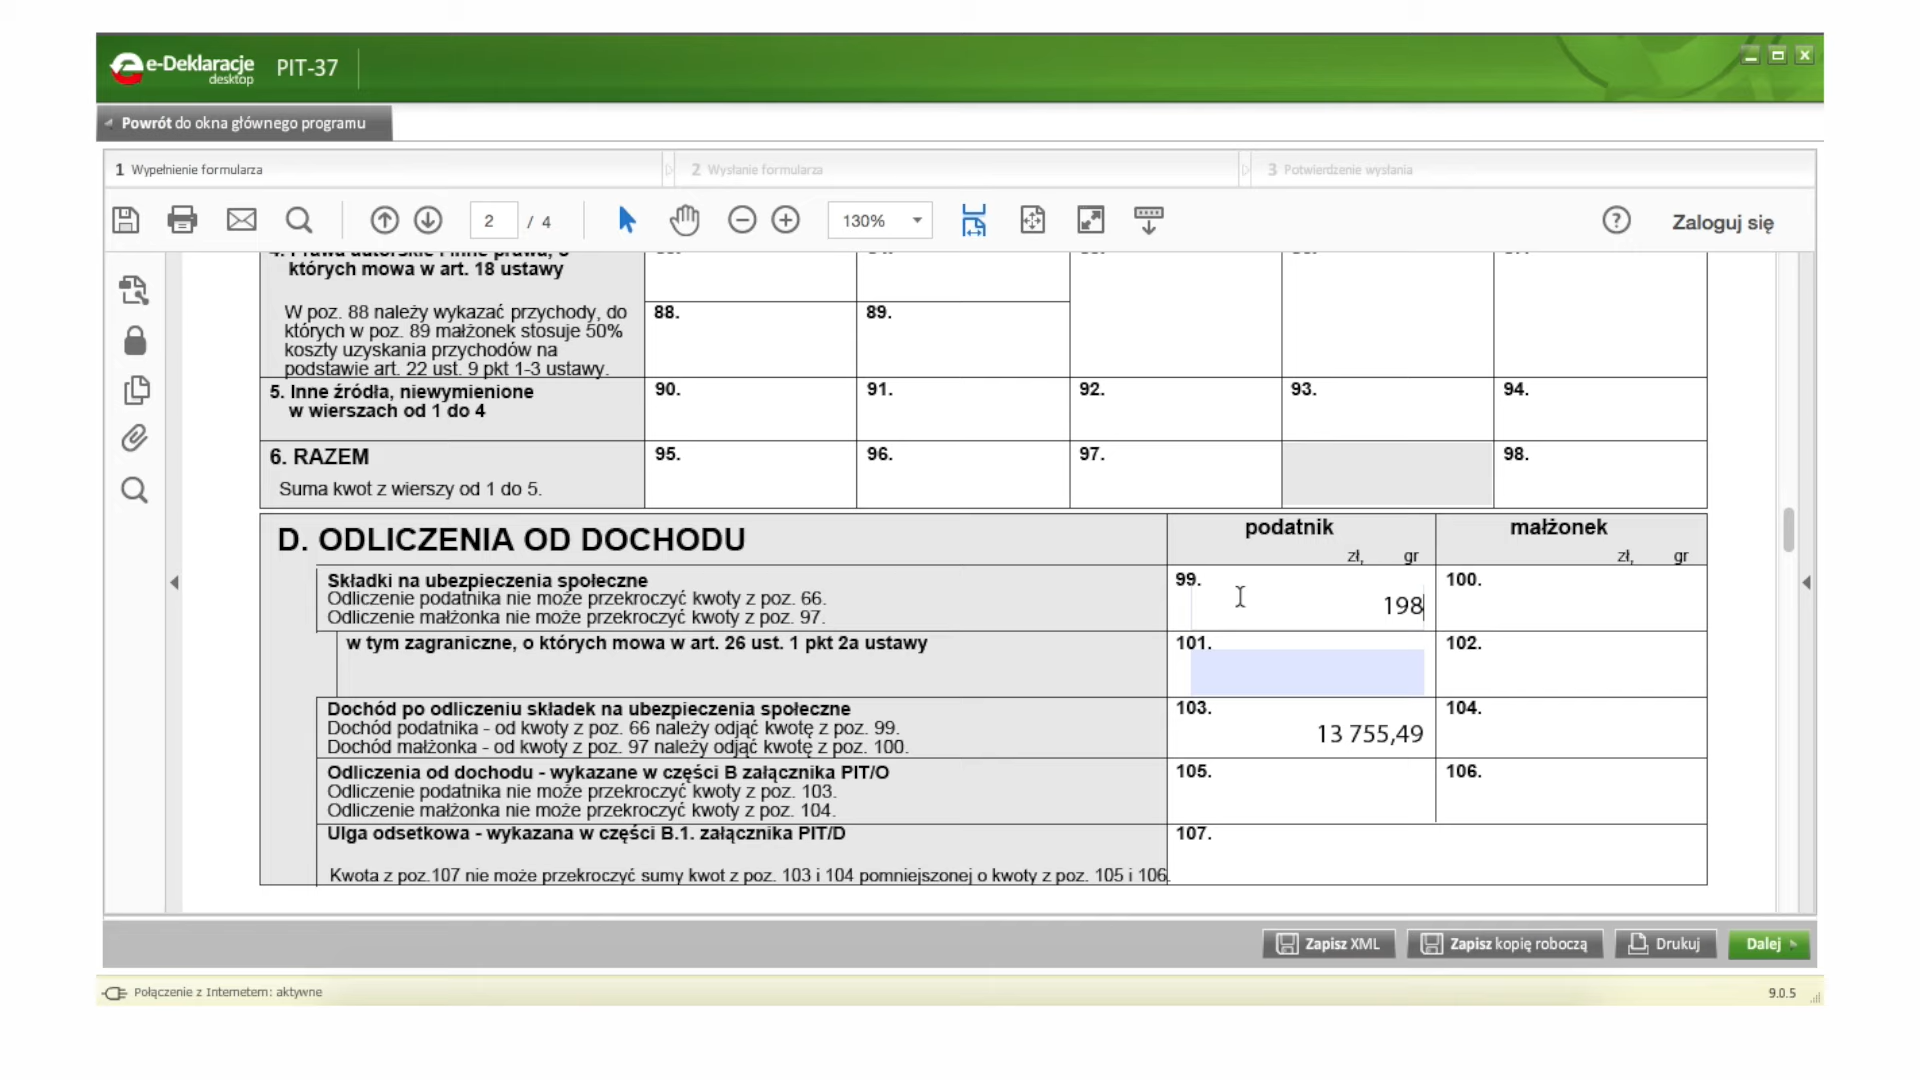 e-Deklaracje
desktop
PIT-37
Powrót do okna głównego programu
1 Wypełnienie formularza
2 Wysłanie formularza
3 Potwierdzenie wysłania
2 / 4
130%
Zaloguj się
których mowa w art. 18 ustawy
W poz. 88 należy wykazać przychody, do
których w poz. 89 małżonek stosuje 50%
koszty uzyskania przychodów na
podstawie art. 22 ust. 9 pkt 1-3 ustawy.
88.
89.
5. Inne źródła, niewymienione
w wierszach od 1 do 4
90.
91.
92.
93.
94.
6. RAZEM
Suma kwot z wierszy od 1 do 5.
95.
96.
97.
98.
D. ODLICZENIA OD DOCHODU
podatnik
zł, gr
małżonek
zł, gr
Składki na ubezpieczenia społeczne
Odliczenie podatnika nie może przekroczyć kwoty z poz. 66.
Odliczenie małżonka nie może przekroczyć kwoty z poz. 97.
99.
198
100.
w tym zagraniczne, o których mowa w art. 26 ust. 1 pkt 2a ustawy
101.
102.
Dochód po odliczeniu składek na ubezpieczenia społeczne
Dochód podatnika - od kwoty z poz. 66 należy odjąć kwotę z poz. 99.
Dochód małżonka - od kwoty z poz. 97 należy odjąć kwotę z poz. 100.
103.
13 755,49
104.
Odliczenia od dochodu - wykazane w części B załącznika PIT/O
Odliczenie podatnika nie może przekroczyć kwoty z poz. 103.
Odliczenie małżonka nie może przekroczyć kwoty z poz. 104.
105.
106.
Ulga odsetkowa - wykazana w części B.1. załącznika PIT/D
Kwota z poz.107 nie może przekroczyć sumy kwot z poz. 103 i 104 pomniejszonej o kwoty z poz. 105 i 106.
107.
Zapisz XML
Zapisz kopię roboczą
Drukuj
Dalej
Połączenie z Internetem: aktywne
9.0.5